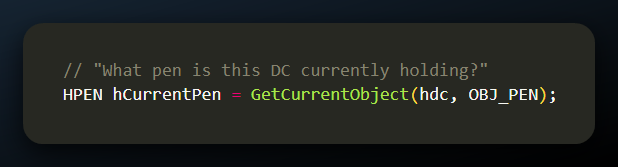 // "What pen is this DC currently holding?"
HPEN hCurrentPen = GetCurrentObject(hdc, OBJ_PEN);